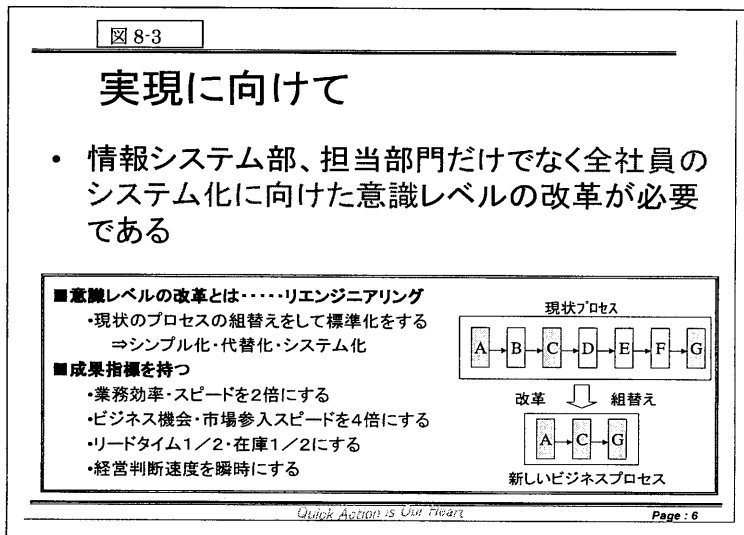 図 8-3
実現に向けて
• 情報システム部、担当部門だけでなく全社員の
システム化に向けた意識レベルの改革が必要
である
■意識レベルの改革とは・・・・・リエンジニアリング
・現状のプロセスの組替えをして標準化をする
⇒シンプル化・代替化・システム化
■成果指標を持つ
・業務効率・スピードを2倍にする
・ビジネス機会・市場参入スピードを4倍にする
・リードタイム1／2・在庫1／2にする
・経営判断速度を瞬時にする
現状プロセス
A B C D E F G
改革 組替え
A C G
新しいビジネスプロセス
Quick Action is Our Heart
Page : 6